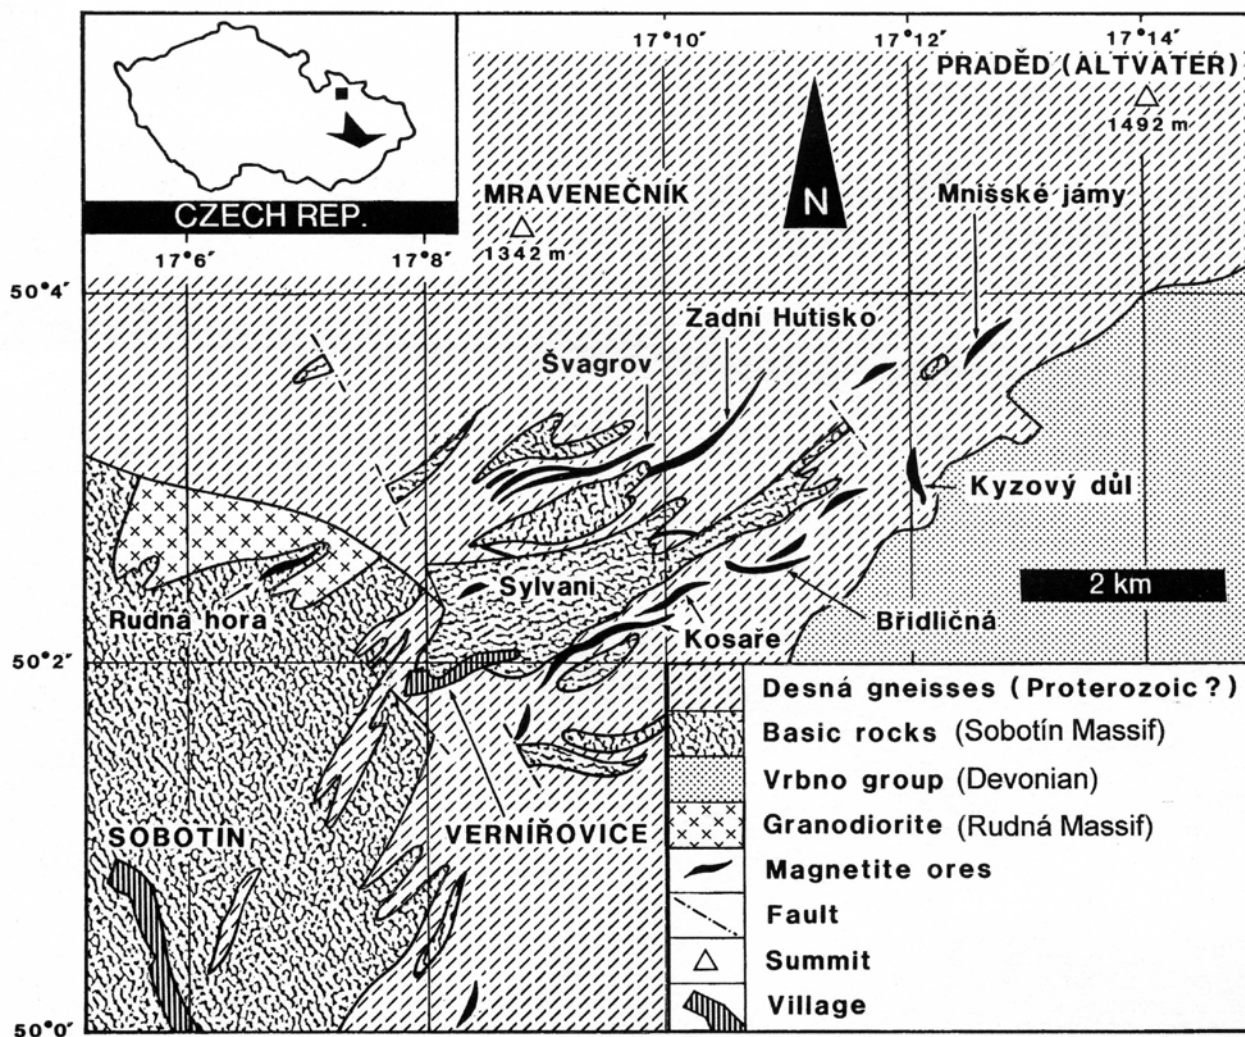 17°10′ 17°12′ 17°14′
PRADĚD (ALTVATER)
1492 m
MRAVENEČNÍK
1342 m
N
Mnišské jámy
CZECH REP.
17°6′ 17°8′
50°4′
Zadní Hutisko
Švagrov
Kyzový důl
2 km
Sylvani
Rudná hora
Břidličná
Kosaře
50°2′
SOBOTÍN
VERNÍŘOVICE
50°0′
Desná gneisses (Proterozoic?)
Basic rocks (Sobotín Massif)
Vrbno group (Devonian)
Granodiorite (Rudná Massif)
Magnetite ores
Fault
Summit
Village